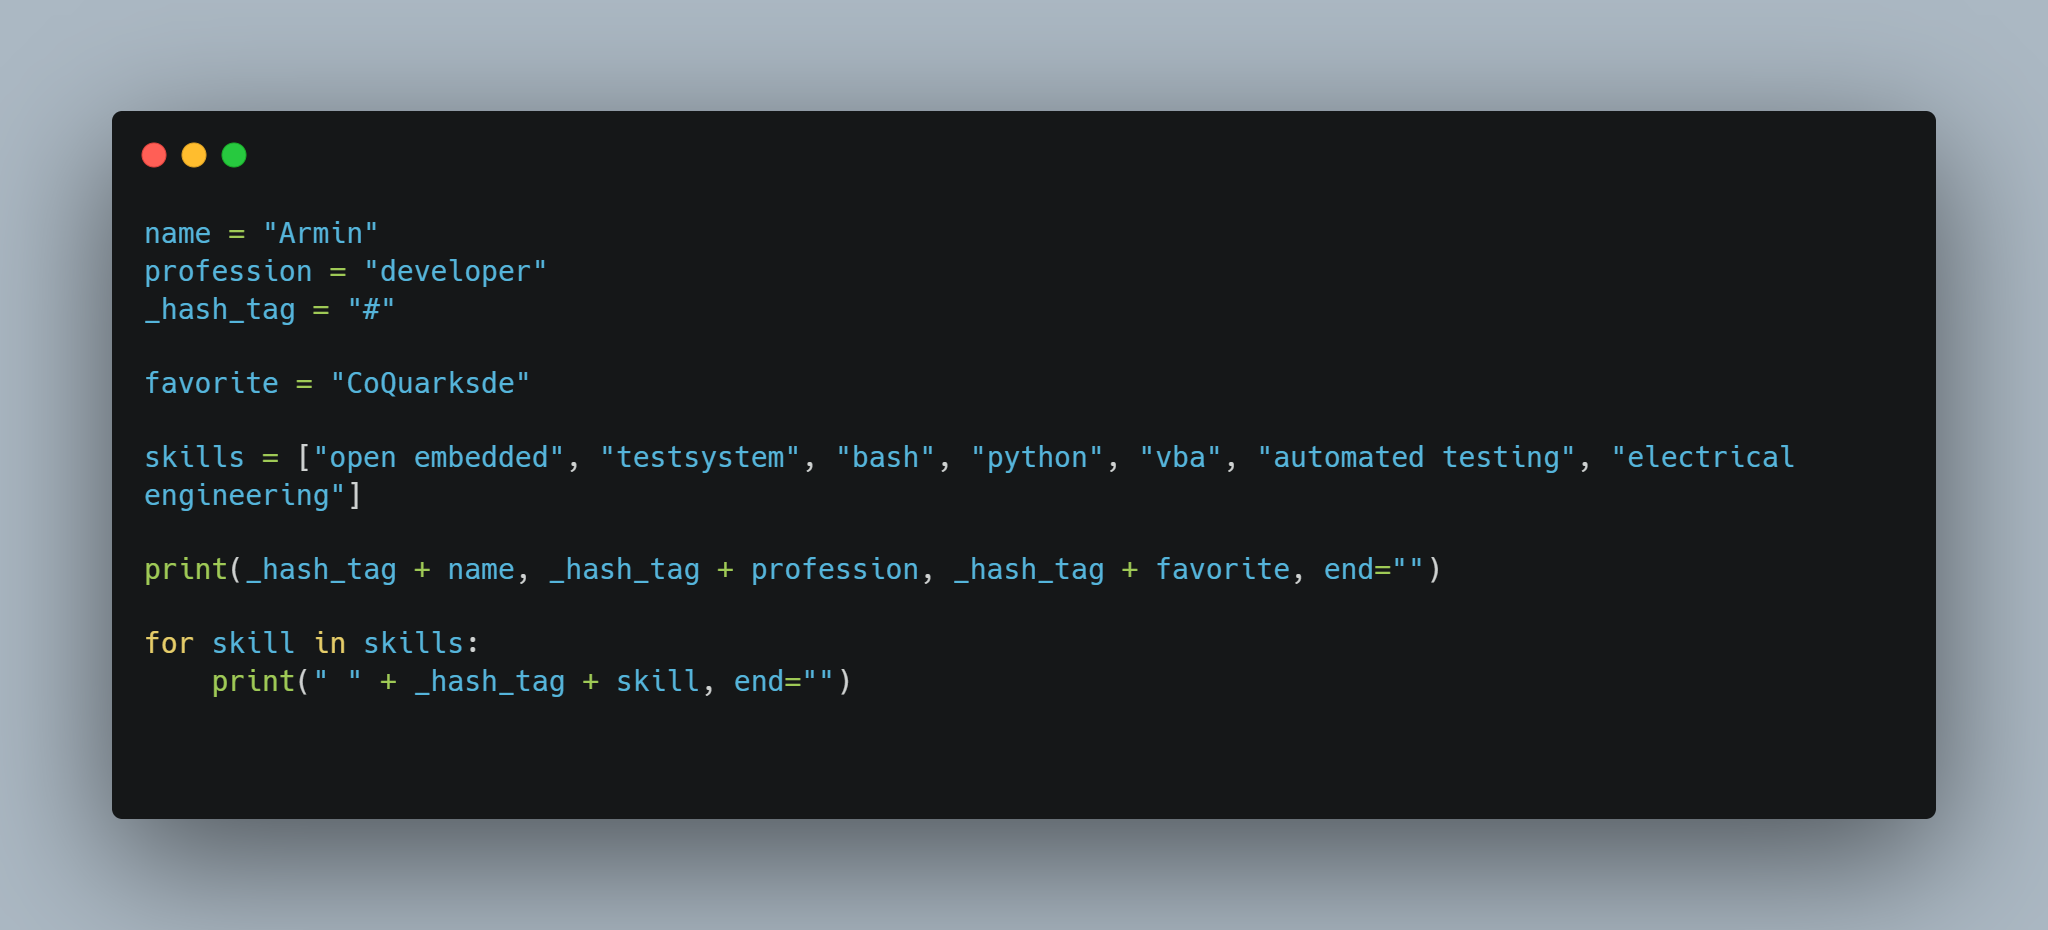 name = "Armin"
profession = "developer"
_hash_tag = "#"
favorite = "CoQuarksde"
skills = ["open embedded", "testsystem", "bash", "python", "vba", "automated testing", "electrical
engineering"]
print(_hash_tag + name, _hash_tag + profession, _hash_tag + favorite, end="")
for skill in skills:
    print(" " + _hash_tag + skill, end="")